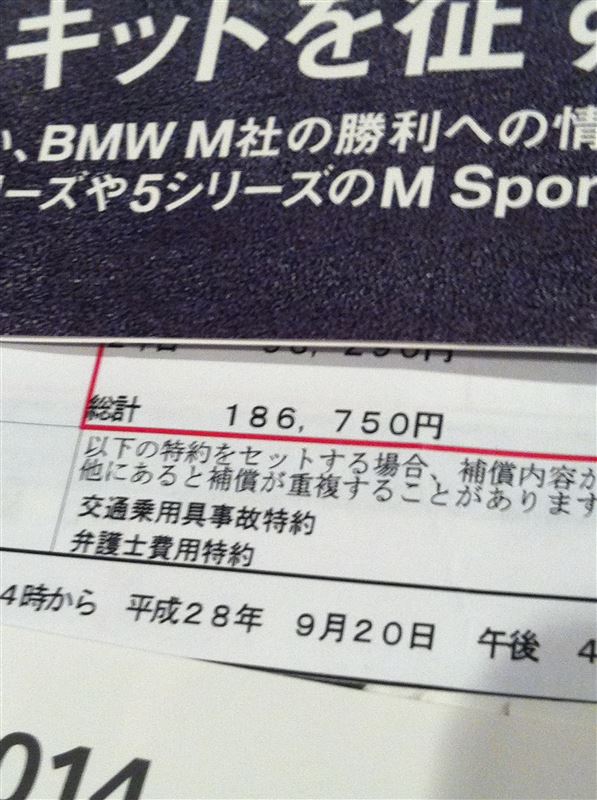 キットを征す
、BMW M社の勝利への情
リーズや5シリーズのM Spor
総計 186,750円
以下の特約をセットする場合、補償内容が
他にあると補償が重複することがあります
交通乗用具事故特約
弁護士費用特約
4時から 平成28年 9月20日 午後 4
014